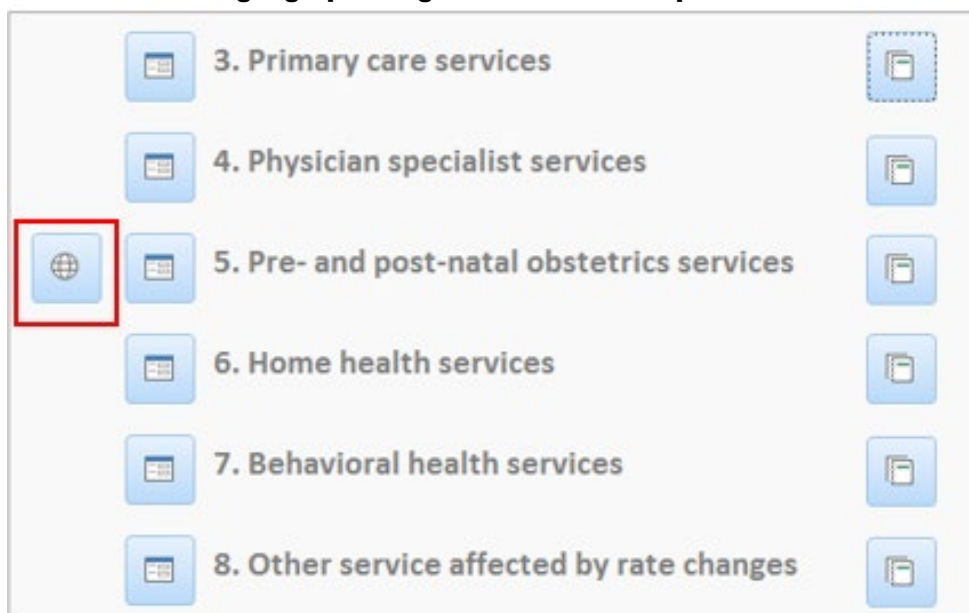 3. Primary care services
4. Physician specialist services
5. Pre- and post-natal obstetrics services
6. Home health services
7. Behavioral health services
8. Other service affected by rate changes